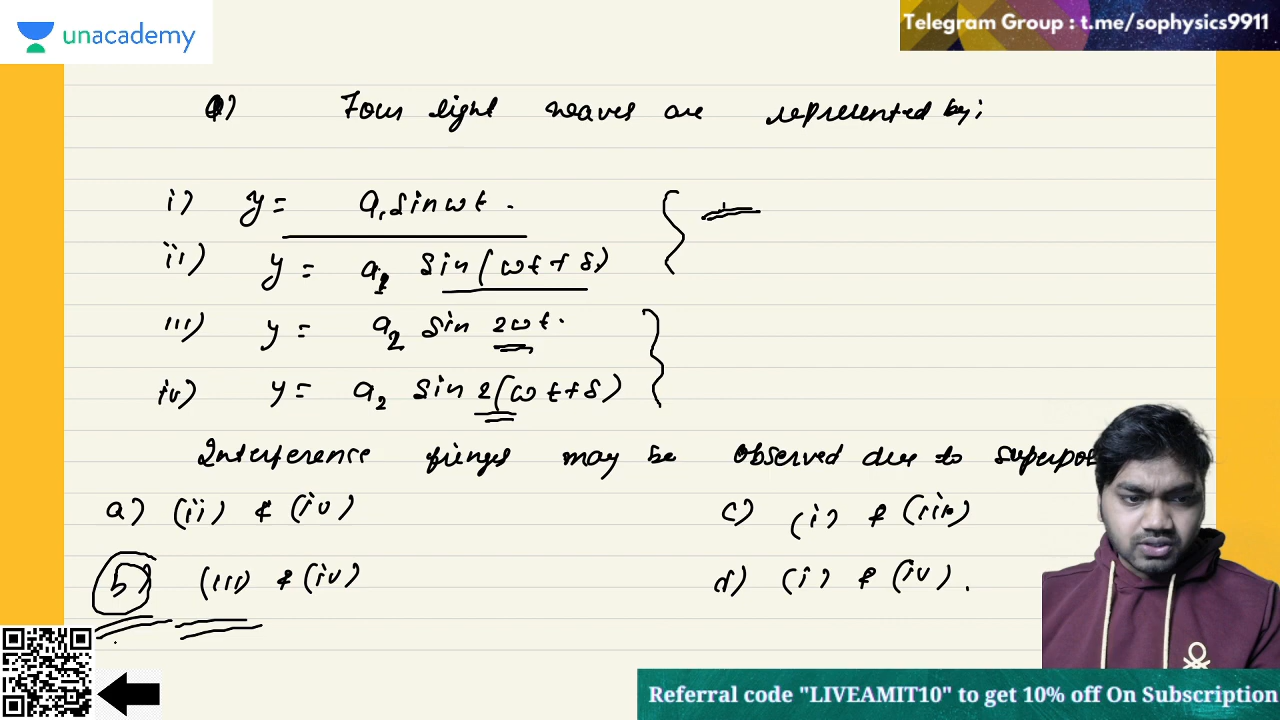 unacademy
Telegram Group : t.me/sophysics9911
Q) Four light waves are represented by;
i) y = a₁ sin ωt .
ii) y = a₁ sin (ωt + δ)
iii) y = a₂ sin 2ωt.
iv) y = a₂ sin 2(ωt + δ)
Interference fringes may be observed due to
a) (ii) & (iv) c) (i) & (iii)
b) (iii) & (iv) d) (i) & (iv) .
Referral code "LIVEAMIT10" to get 10% off On Subscription